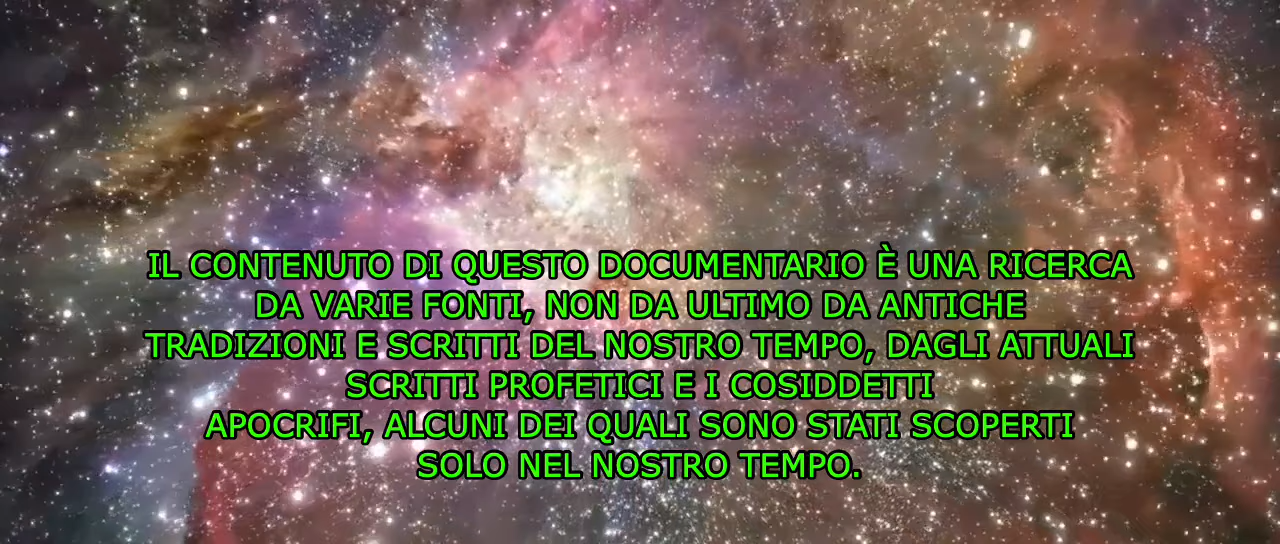 IL CONTENUTO DI QUESTO DOCUMENTARIO È UNA RICERCA
DA VARIE FONTI, NON DA ULTIMO DA ANTICHE
TRADIZIONI E SCRITTI DEL NOSTRO TEMPO, DAGLI ATTUALI
SCRITTI PROFETICI E I COSIDDETTI
APOCRIFI, ALCUNI DEI QUALI SONO STATI SCOPERTI
SOLO NEL NOSTRO TEMPO.